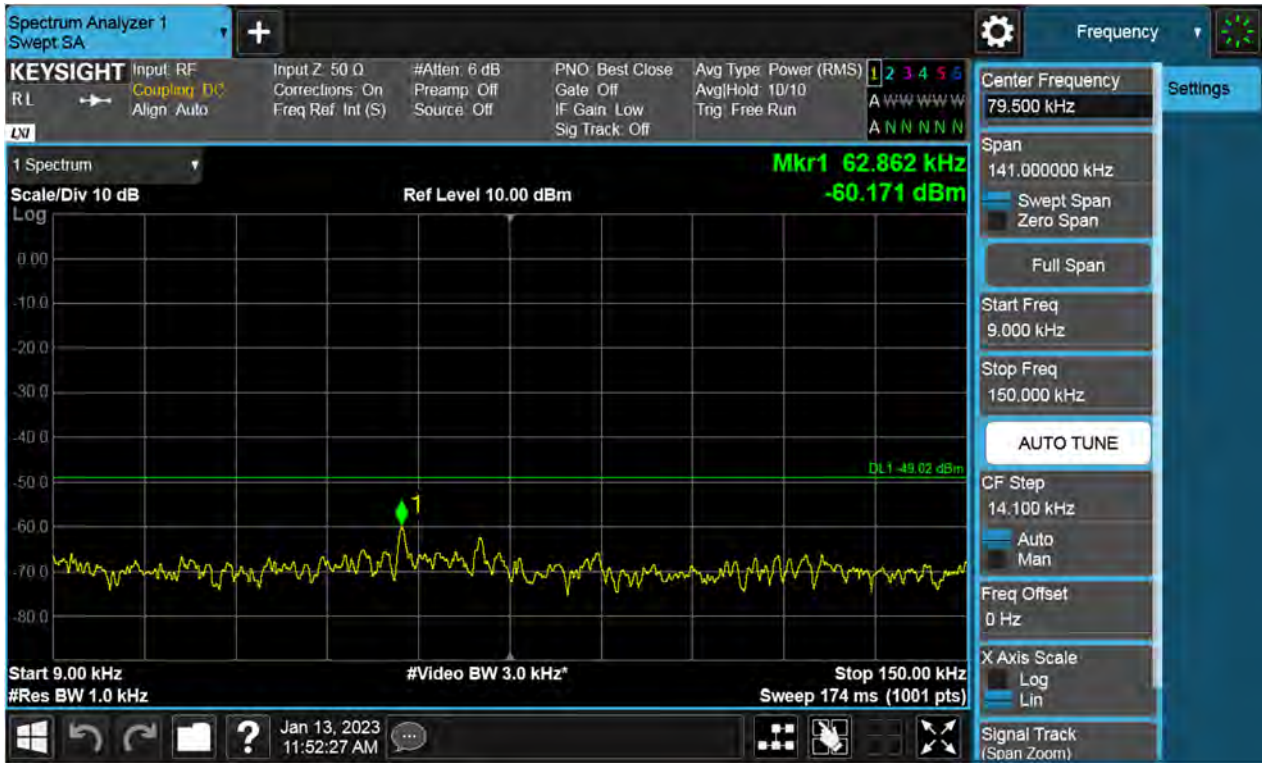 Spectrum Analyzer 1
Swept SA
+
Frequency
KEYSIGHT
RL
LXI
Input: RF
Coupling: DC
Align: Auto
Input Z: 50 Ω
Corrections: On
Freq Ref: Int (S)
#Atten: 6 dB
Preamp: Off
Source: Off
PNO: Best Close
Gate: Off
IF Gain: Low
Sig Track: Off
Avg Type: Power (RMS)
Avg|Hold: 10/10
Trig: Free Run
1 2 3 4 5 6
A W W W W W
A N N N N N
1 Spectrum
Mkr1 62.862 kHz
Scale/Div 10 dB
Ref Level 10.00 dBm
-60.171 dBm
Log
0.00
-10.0
-20.0
-30.0
-40.0
DL1 -49.02 dBm
-50.0
1
-60.0
-70.0
-80.0
Start 9.00 kHz
#Video BW 3.0 kHz*
Stop 150.00 kHz
#Res BW 1.0 kHz
Sweep 174 ms (1001 pts)
Center Frequency
79.500 kHz
Settings
Span
141.000000 kHz
Swept Span
Zero Span
Full Span
Start Freq
9.000 kHz
Stop Freq
150.000 kHz
AUTO TUNE
CF Step
14.100 kHz
Auto
Man
Freq Offset
0 Hz
X Axis Scale
Log
Lin
Signal Track
(Span Zoom)
?
Jan 13, 2023
11:52:27 AM